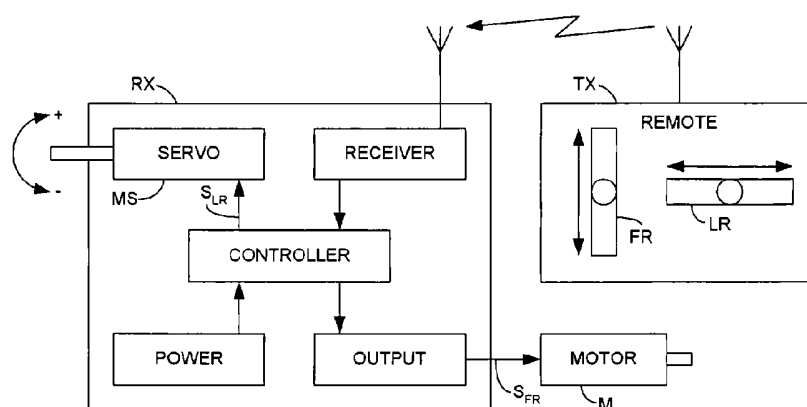 RX
TX
REMOTE
+
-
SERVO
RECEIVER
MS
S_LR
FR
LR
CONTROLLER
POWER
OUTPUT
MOTOR
S_FR
M